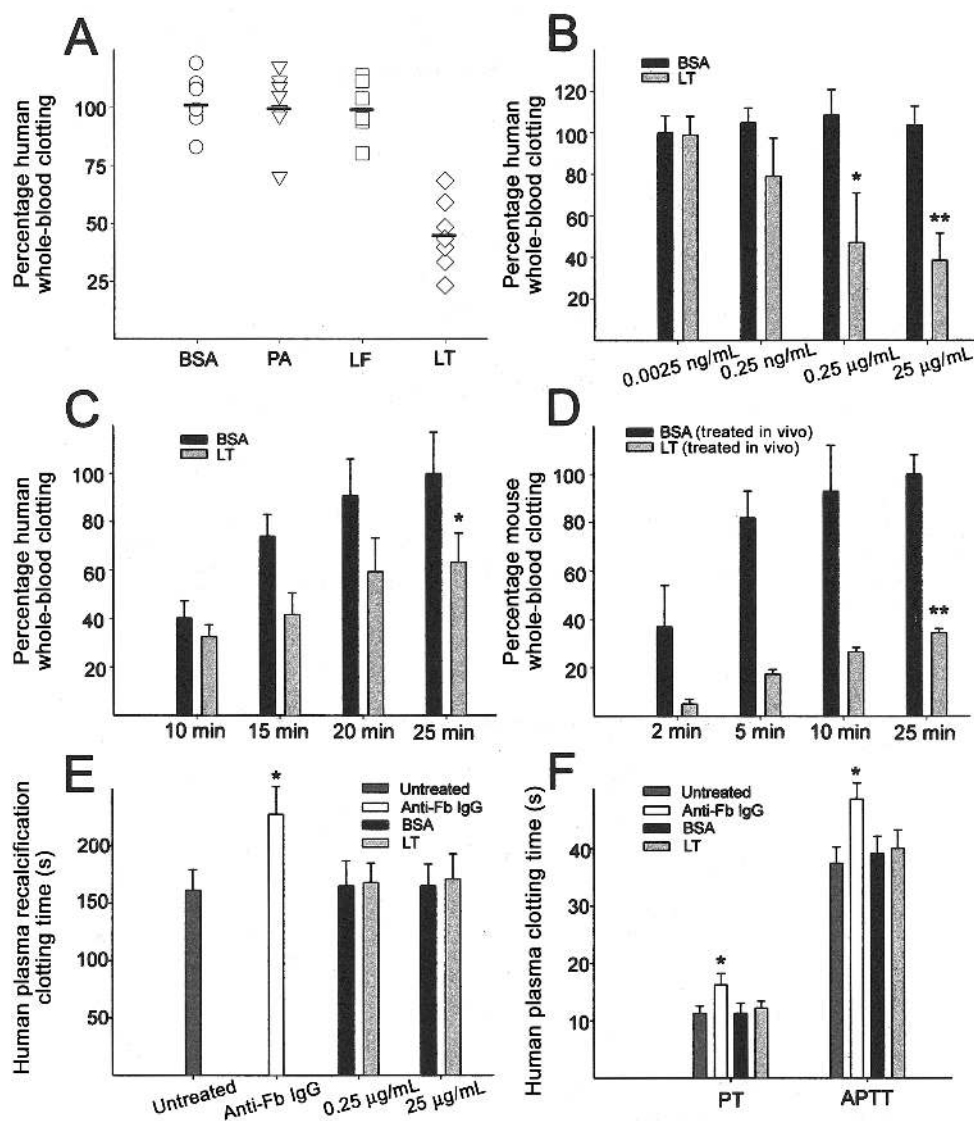 A
Percentage human
whole-blood clotting
100
75
50
25
BSA PA LF LT
B
BSA
LT
Percentage human
whole-blood clotting
120
100
80
60
40
20
*
**
0.0025 ng/mL
0.25 ng/mL
0.25 µg/mL
25 µg/mL
C
BSA
LT
Percentage human
whole-blood clotting
100
80
60
40
20
*
10 min 15 min 20 min 25 min
D
BSA (treated in vivo)
LT (treated in vivo)
Percentage mouse
whole-blood clotting
100
80
60
40
20
**
2 min 5 min 10 min 25 min
E
Untreated
Anti-Fb IgG
BSA
LT
Human plasma recalcification
clotting time (s)
200
150
100
50
*
Untreated
Anti-Fb IgG
0.25 µg/mL
25 µg/mL
F
Untreated
Anti-Fb IgG
BSA
LT
Human plasma clotting time (s)
40
30
20
10
*
*
PT APTT